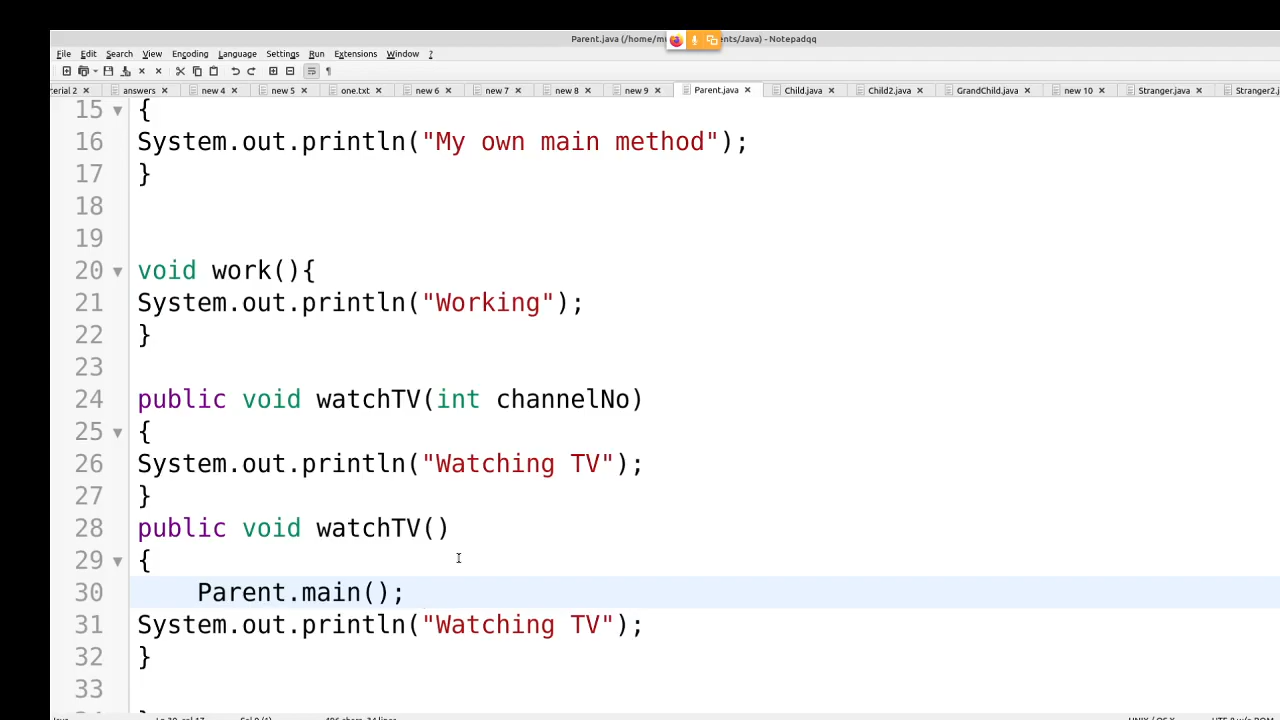 Parent.java (/home/m ents/Java) - Notepadqq
File Edit Search View Encoding Language Settings Run Extensions Window ?
erial 2 answers new 4 new 5 one.txt new 6 new 7 new 8 new 9 Parent.java Child.java Child2.java GrandChild.java new 10 Stranger.java Stranger2.j
15 {
16 System.out.println("My own main method");
17 }
18
19
20 void work(){
21 System.out.println("Working");
22 }
23
24 public void watchTV(int channelNo)
25 {
26 System.out.println("Watching TV");
27 }
28 public void watchTV()
29 {
30 Parent.main();
31 System.out.println("Watching TV");
32 }
33